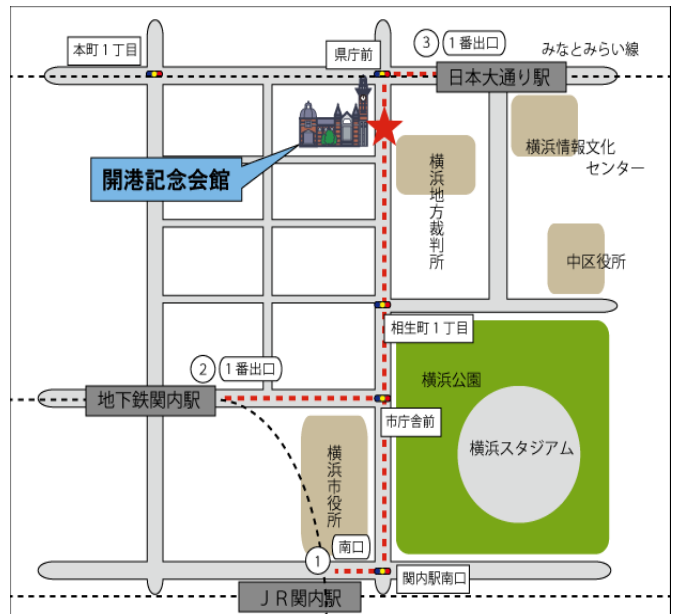 本町１丁目
県庁前
3
1番出口
みなとみらい線
日本大通り駅
開港記念会館
横浜地方裁判所
横浜情報文化
センター
中区役所
相生町１丁目
2
1番出口
地下鉄関内駅
横浜公園
市庁舎前
横浜スタジアム
横浜市役所
1
南口
関内駅南口
ＪＲ関内駅